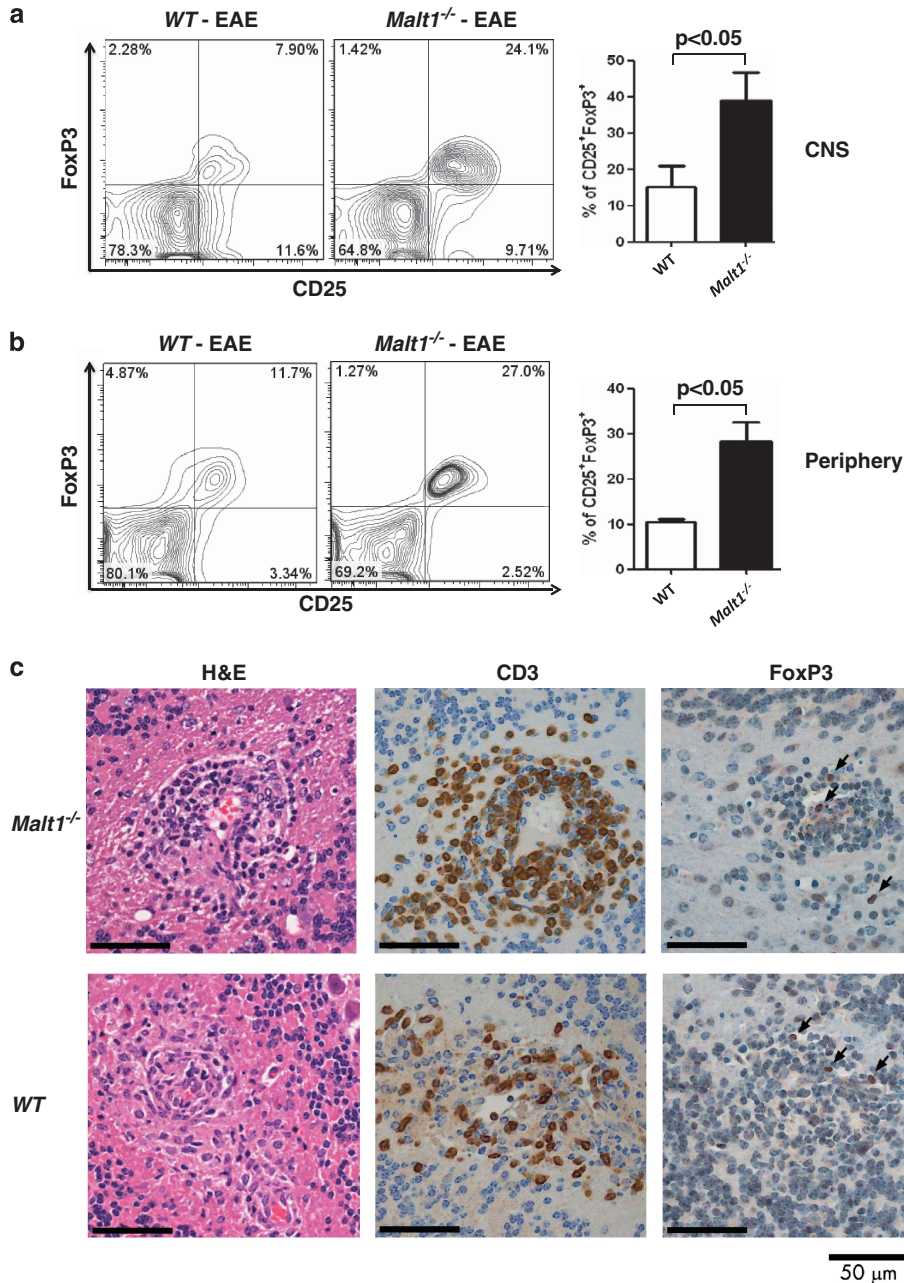 a
WT - EAE
Malt1-/- - EAE
2.28%
7.90%
1.42%
24.1%
78.3%
11.6%
64.8%
9.71%
FoxP3
CD25
p<0.05
% of CD25+FoxP3+
50
40
30
20
10
0
WT
Malt1-/-
CNS
b
WT - EAE
Malt1-/- - EAE
4.87%
11.7%
1.27%
27.0%
80.1%
3.34%
69.2%
2.52%
FoxP3
CD25
p<0.05
% of CD25+FoxP3+
40
30
20
10
0
WT
Malt1-/-
Periphery
c
H&E
CD3
FoxP3
Malt1-/-
WT
50 µm